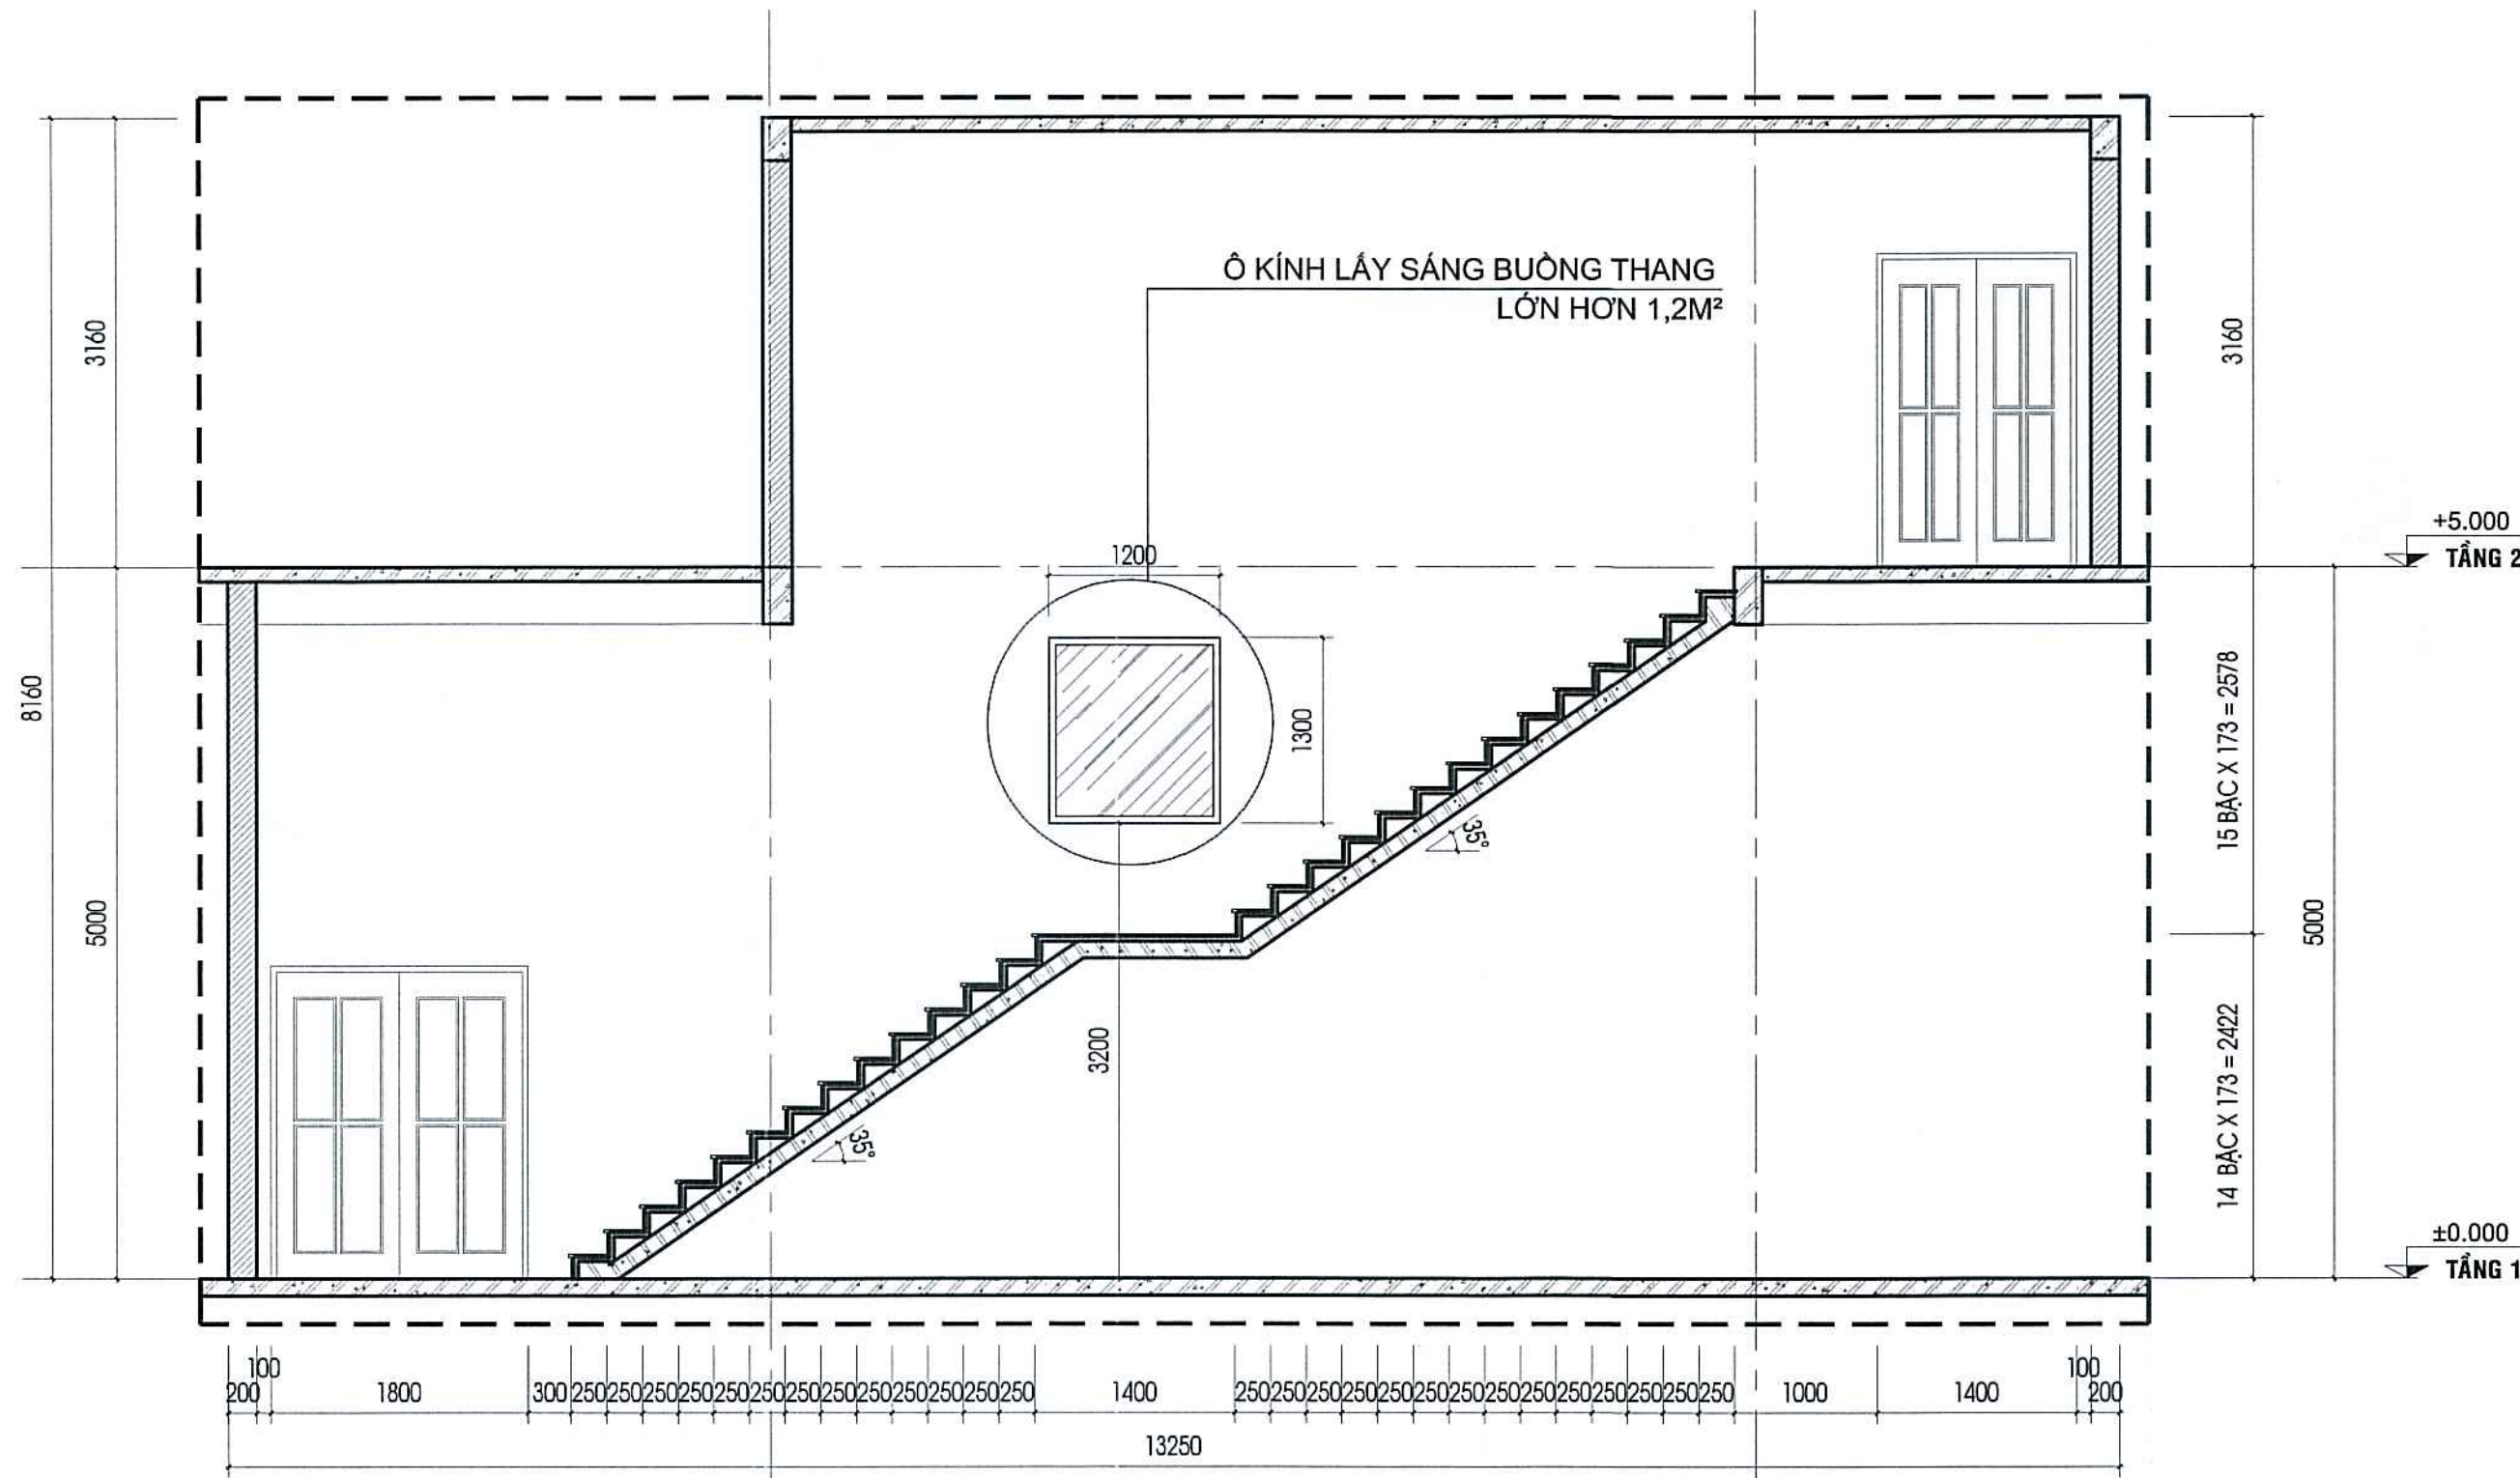 Ô KÍNH LẤY SÁNG BUỒNG THANG
LỚN HƠN 1,2M²
3160
3160
+5.000
TẦNG 2
1200
8160
1300
15 BẬC X 173 = 2578
35°
5000
5000
3200
14 BẬC X 173 = 2422
35°
±0.000
TẦNG 1
100
100
200 1800 300 250 250 250 250 250 250 250 250 250 250 250 250 250 1400 250 250 250 250 250 250 250 250 250 250 250 250 250 250 1000 1400 200
13250